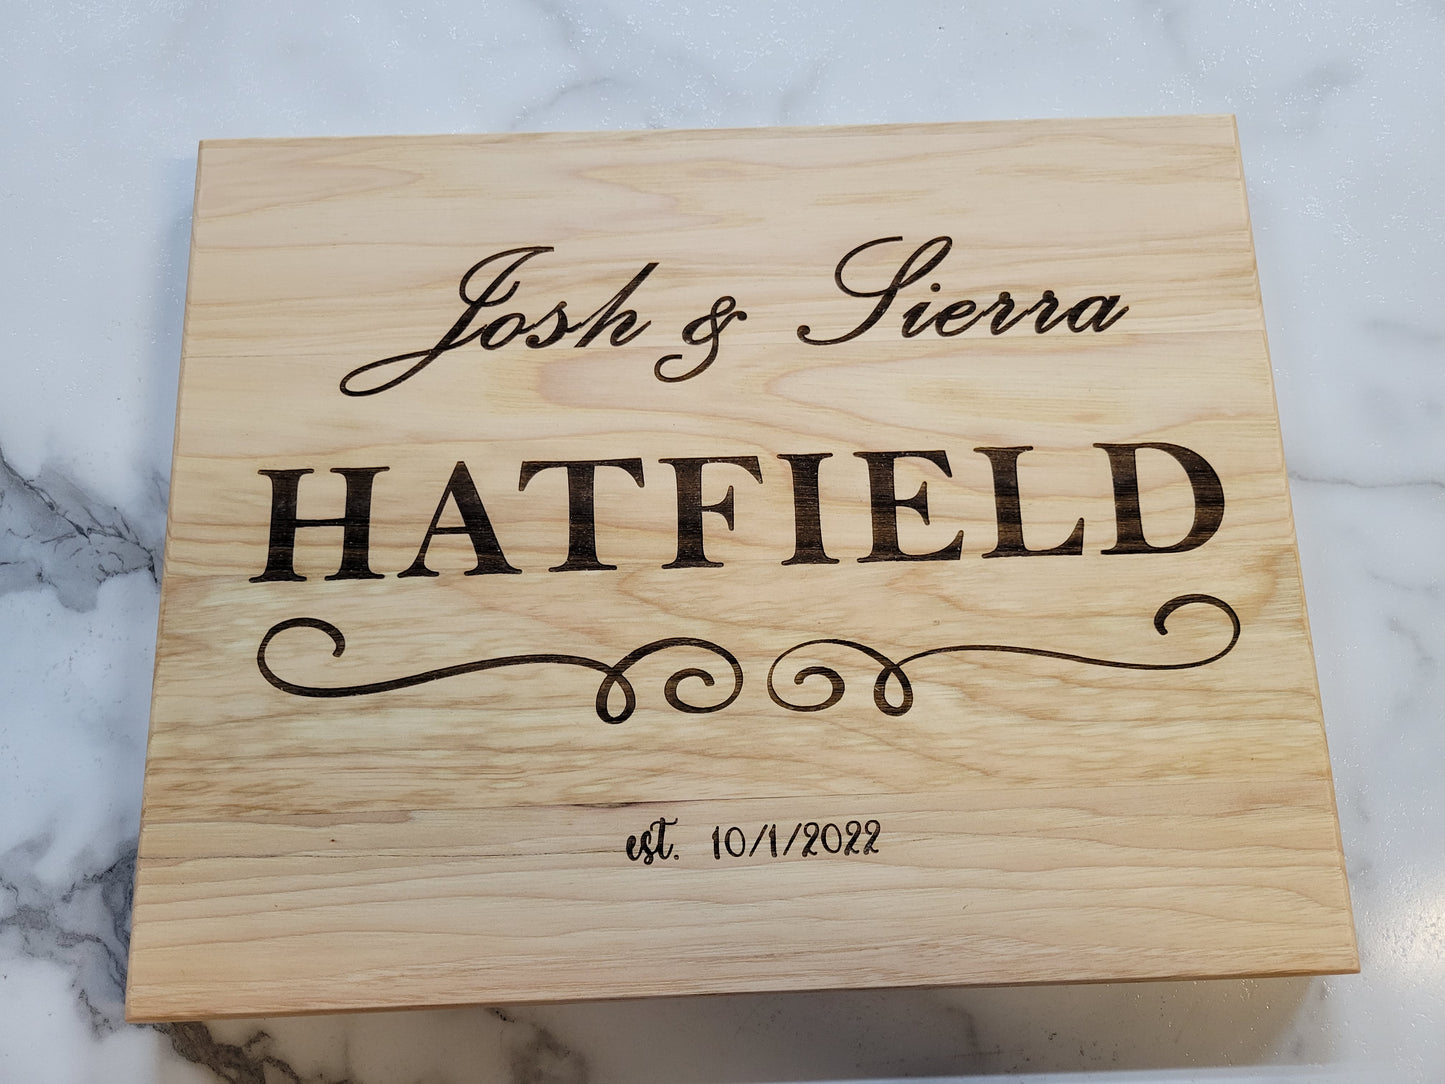 Josh & Sierra
HATFIELD
est. 10/1/2022